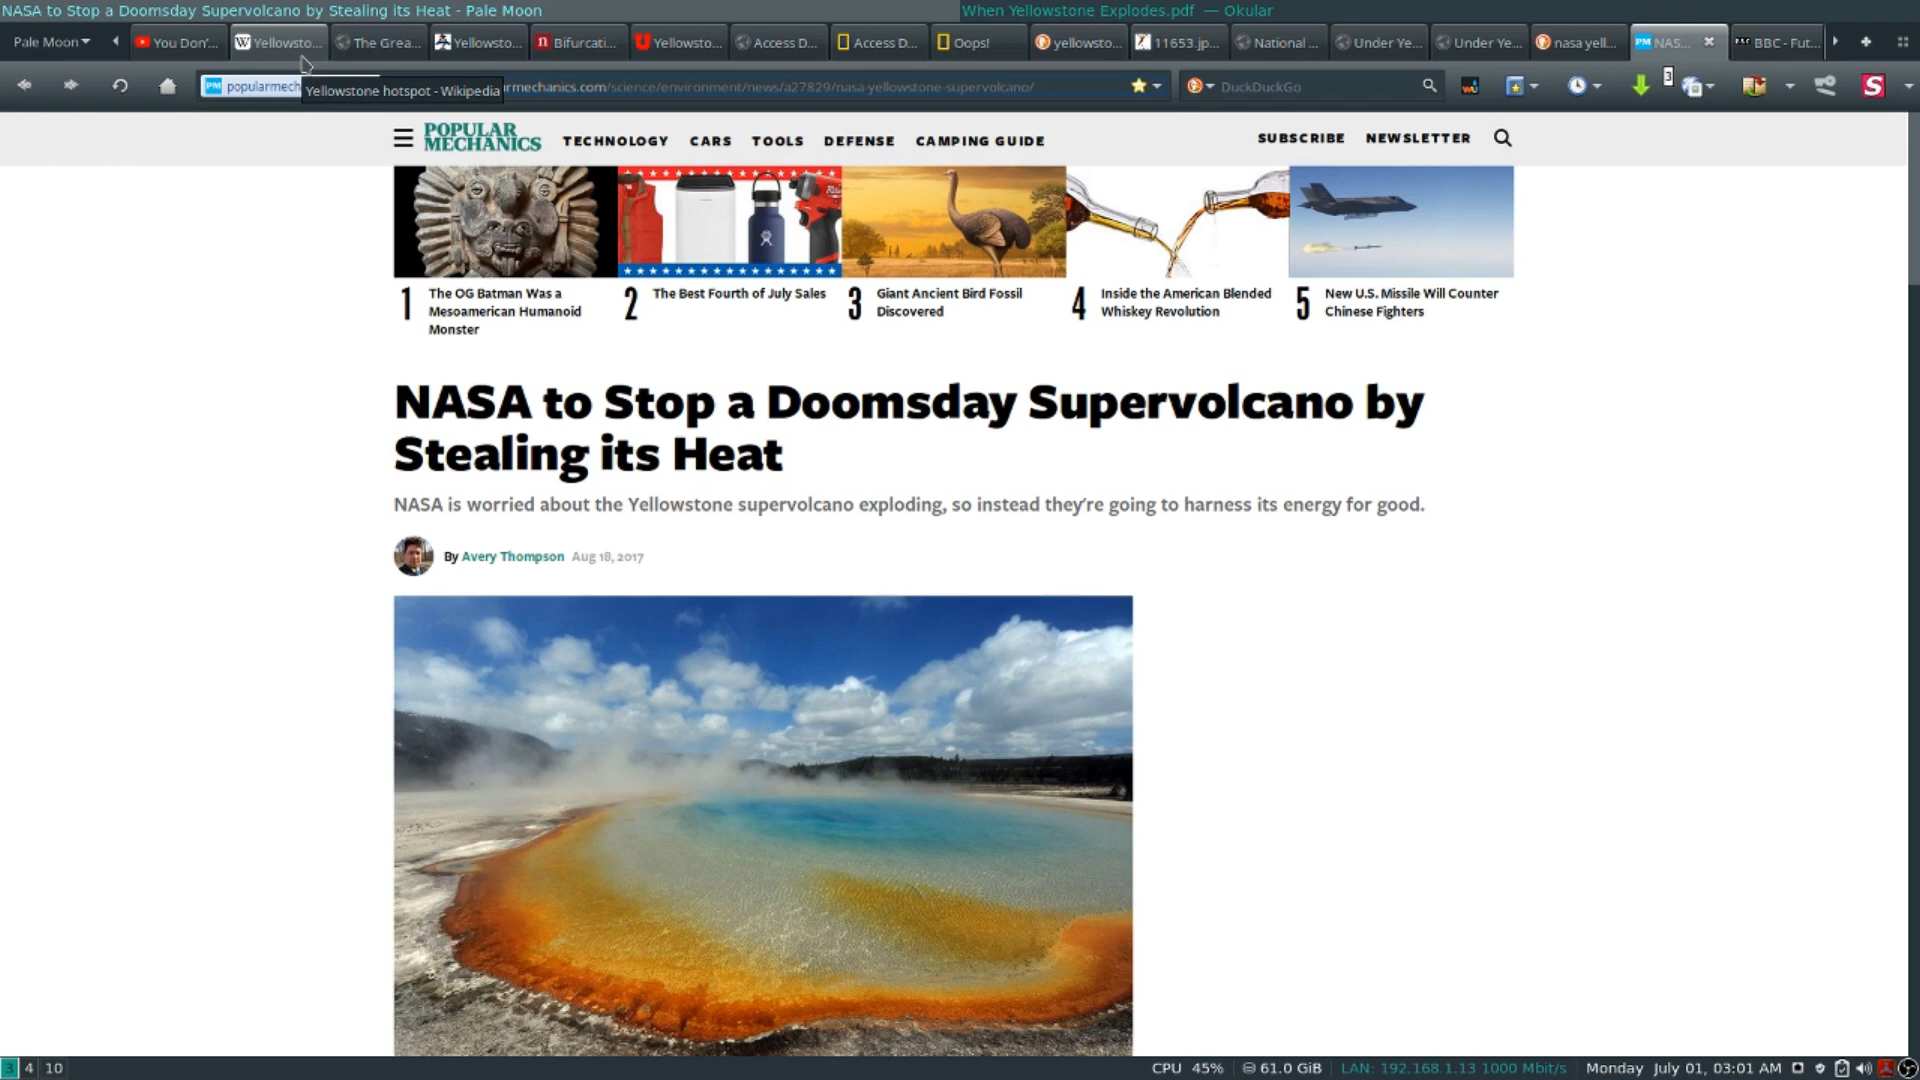 NASA to Stop a Doomsday Supervolcano by Stealing its Heat - Pale Moon
When Yellowstone Explodes.pdf — Okular
Pale Moon
You Don'...
Yellowsto...
The Grea...
Yellowsto...
Bifurcati...
Yellowsto...
Access D...
Access D...
Oops!
yellowsto...
11653.jp...
National ...
Under Ye...
Under Ye...
nasa yell...
NAS...
BBC - Fut...
popularmech
Yellowstone hotspot - Wikipedia
rmechanics.com/science/environment/news/a27829/nasa-yellowstone-supervolcano/
DuckDuckGo
3
POPULAR
MECHANICS
TECHNOLOGY CARS TOOLS DEFENSE CAMPING GUIDE
SUBSCRIBE NEWSLETTER
1 The OG Batman Was a
Mesoamerican Humanoid
Monster
2 The Best Fourth of July Sales
3 Giant Ancient Bird Fossil
Discovered
4 Inside the American Blended
Whiskey Revolution
5 New U.S. Missile Will Counter
Chinese Fighters
NASA to Stop a Doomsday Supervolcano by
Stealing its Heat
NASA is worried about the Yellowstone supervolcano exploding, so instead they're going to harness its energy for good.
By Avery Thompson Aug 18, 2017
3 4 10
CPU 45% 61.0 GiB LAN: 192.168.1.13 1000 Mbit/s Monday July 01, 03:01 AM